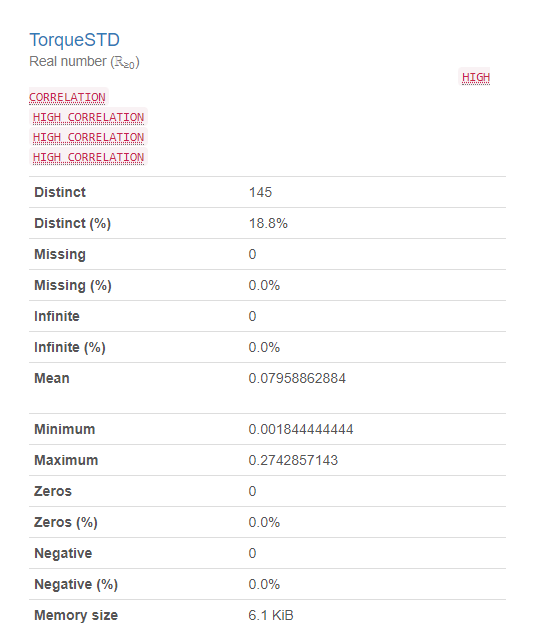 TorqueSTD
Real number (ℝ≥0)
HIGH
CORRELATION
HIGH CORRELATION
HIGH CORRELATION
HIGH CORRELATION
Distinct 145
Distinct (%) 18.8%
Missing 0
Missing (%) 0.0%
Infinite 0
Infinite (%) 0.0%
Mean 0.07958862884
Minimum 0.001844444444
Maximum 0.2742857143
Zeros 0
Zeros (%) 0.0%
Negative 0
Negative (%) 0.0%
Memory size 6.1 KiB